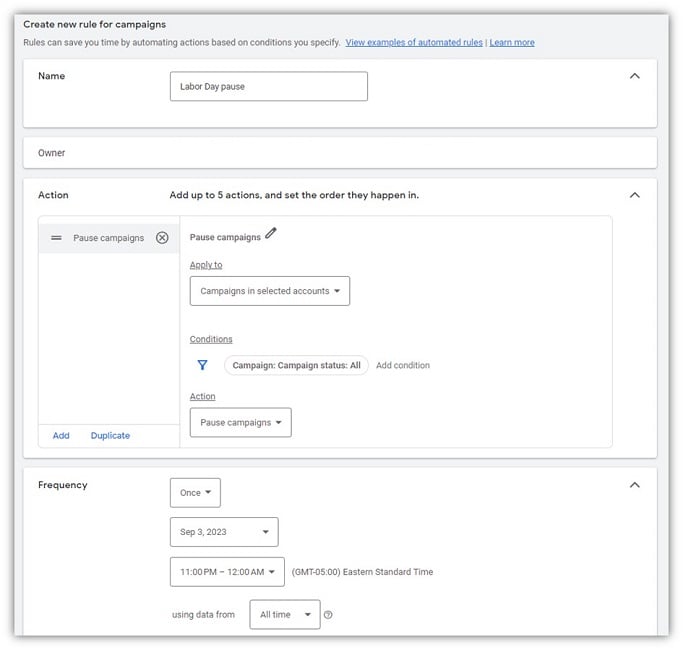 Create new rule for campaigns
Rules can save you time by automating actions based on conditions you specify. View examples of automated rules | Learn more
Name
Labor Day pause
Owner
Action Add up to 5 actions, and set the order they happen in.
Pause campaigns
Pause campaigns
Apply to
Campaigns in selected accounts
Conditions
Campaign: Campaign status: All Add condition
Action
Pause campaigns
Add Duplicate
Frequency
Once
Sep 3, 2023
11:00 PM – 12:00 AM (GMT-05:00) Eastern Standard Time
using data from All time